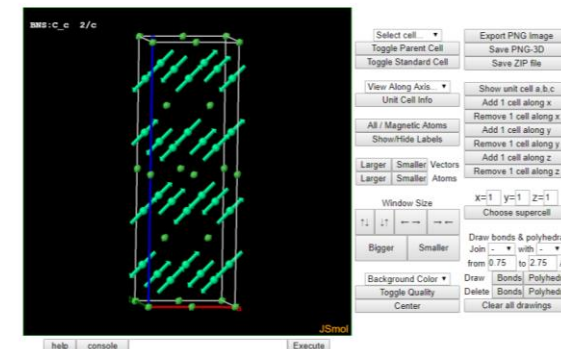 BNS:C_c 2/c
JSmol
help console Execute
Select cell...
Toggle Parent Cell
Toggle Standard Cell
View Along Axis...
Unit Cell Info
All / Magnetic Atoms
Show/Hide Labels
Larger Smaller Vectors
Larger Smaller Atoms
Window Size
↑↓ ↓↑ ←→ →←
Bigger Smaller
Background Color
Toggle Quality
Center
Export PNG Image
Save PNG-3D
Save ZIP file
Show unit cell a,b,c
Add 1 cell along x
Remove 1 cell along x
Add 1 cell along y
Remove 1 cell along y
Add 1 cell along z
Remove 1 cell along z
x=1 y=1 z=1
Choose supercell
Draw bonds & polyhedra
Join - with -
from 0.75 to 2.75
Draw Bonds Polyhed
Delete Bonds Polyhed
Clear all drawings